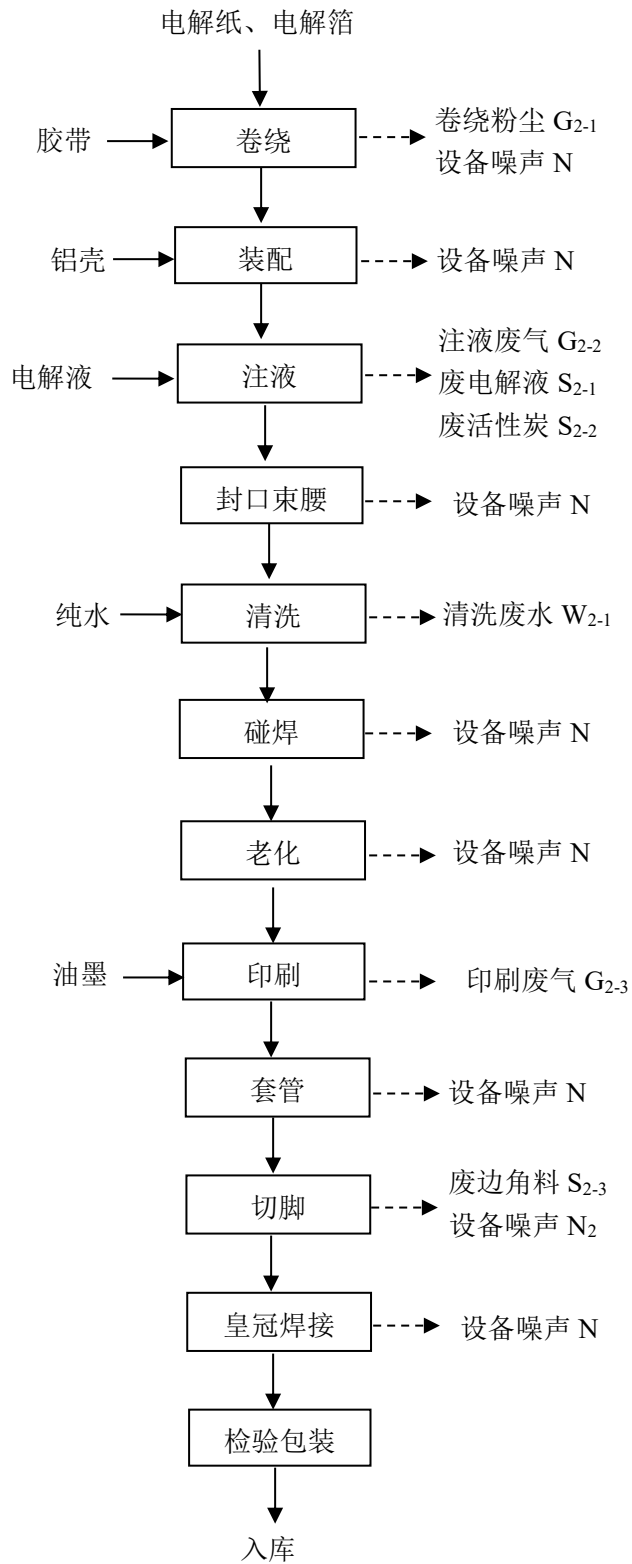 电解纸、电解箔
胶带
卷绕
卷绕粉尘 G2-1
设备噪声 N
铝壳
装配
设备噪声 N
电解液
注液
注液废气 G2-2
废电解液 S2-1
废活性炭 S2-2
封口束腰
设备噪声 N
纯水
清洗
清洗废水 W2-1
碰焊
设备噪声 N
老化
设备噪声 N
油墨
印刷
印刷废气 G2-3
套管
设备噪声 N
切脚
废边角料 S2-3
设备噪声 N2
皇冠焊接
设备噪声 N
检验包装
入库